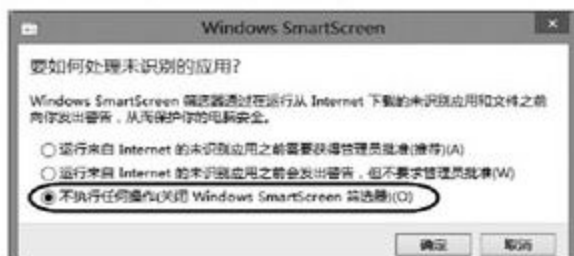 Windows SmartScreen
要如何处理未识别的应用?
Windows SmartScreen 筛选器通过在运行从 Internet 下载的未识别应用和文件之前
向你发出警告，从而保护你的电脑安全。
运行来自 Internet 的未识别应用之前需要获得管理员批准(推荐)(A)
运行来自 Internet 的未识别应用之前会发出警告，但不要求管理员批准(W)
不执行任何操作(关闭 Windows SmartScreen 筛选器)(O)
确定 取消